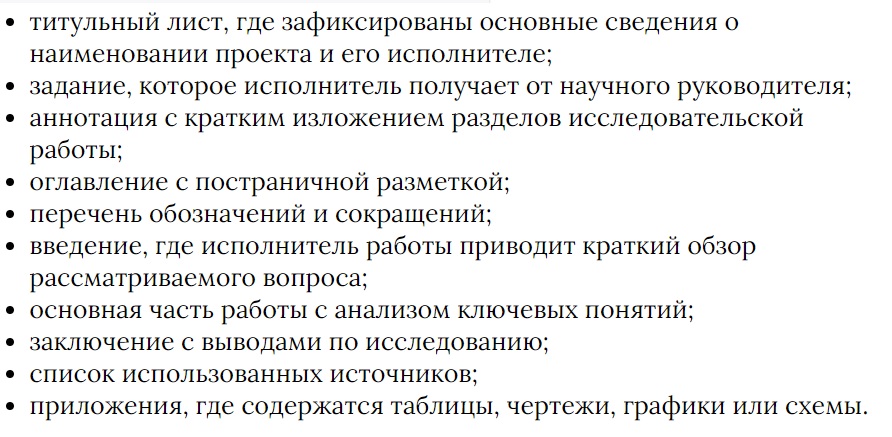 • титульный лист, где зафиксированы основные сведения о
наименовании проекта и его исполнителе;
• задание, которое исполнитель получает от научного руководителя;
• аннотация с кратким изложением разделов исследовательской
работы;
• оглавление с постраничной разметкой;
• перечень обозначений и сокращений;
• введение, где исполнитель работы приводит краткий обзор
рассматриваемого вопроса;
• основная часть работы с анализом ключевых понятий;
• заключение с выводами по исследованию;
• список использованных источников;
• приложения, где содержатся таблицы, чертежи, графики или схемы.